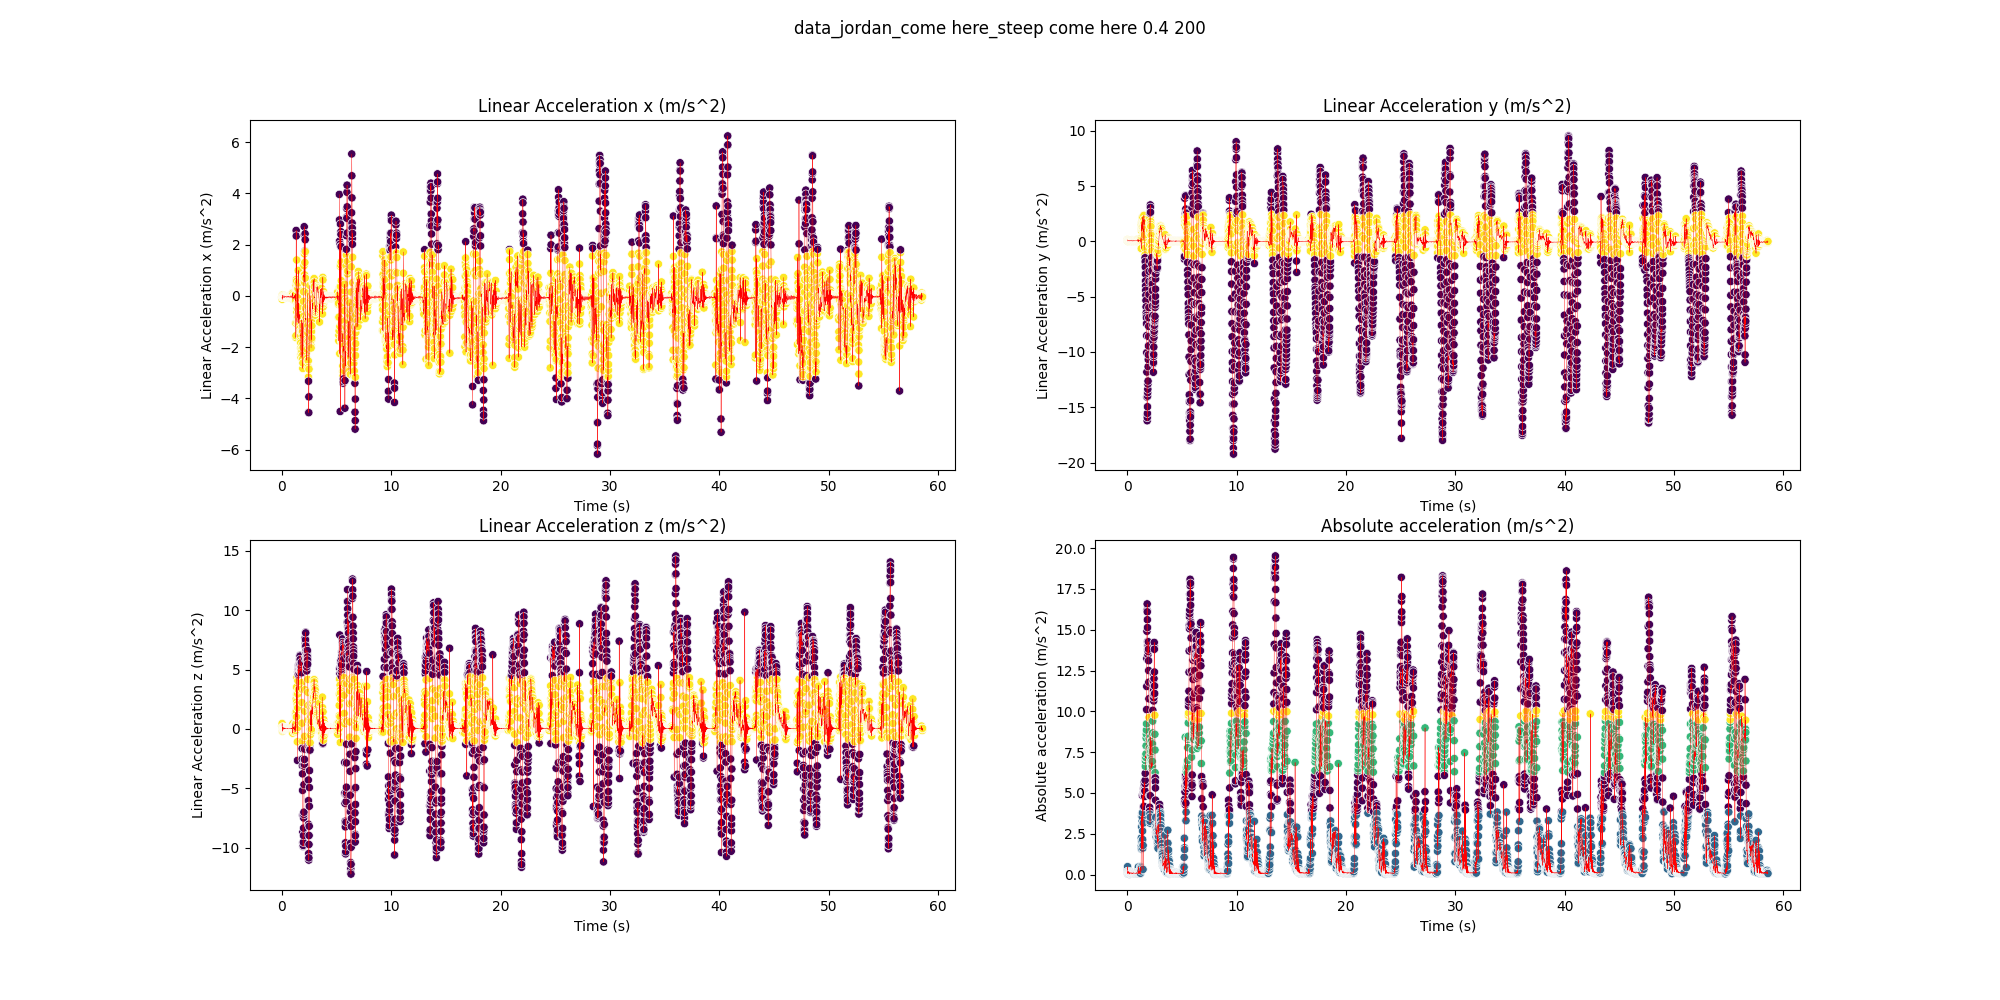 data_jordan_come here_steep come here 0.4 200
Linear Acceleration x (m/s^2)
Linear Acceleration x (m/s^2)
6
4
2
0
−2
−4
−6
0 10 20 30 40 50 60
Time (s)
Linear Acceleration y (m/s^2)
Linear Acceleration y (m/s^2)
10
5
0
−5
−10
−15
−20
0 10 20 30 40 50 60
Time (s)
Linear Acceleration z (m/s^2)
Linear Acceleration z (m/s^2)
15
10
5
0
−5
−10
0 10 20 30 40 50 60
Time (s)
Absolute acceleration (m/s^2)
Absolute acceleration (m/s^2)
20.0
17.5
15.0
12.5
10.0
7.5
5.0
2.5
0.0
0 10 20 30 40 50 60
Time (s)